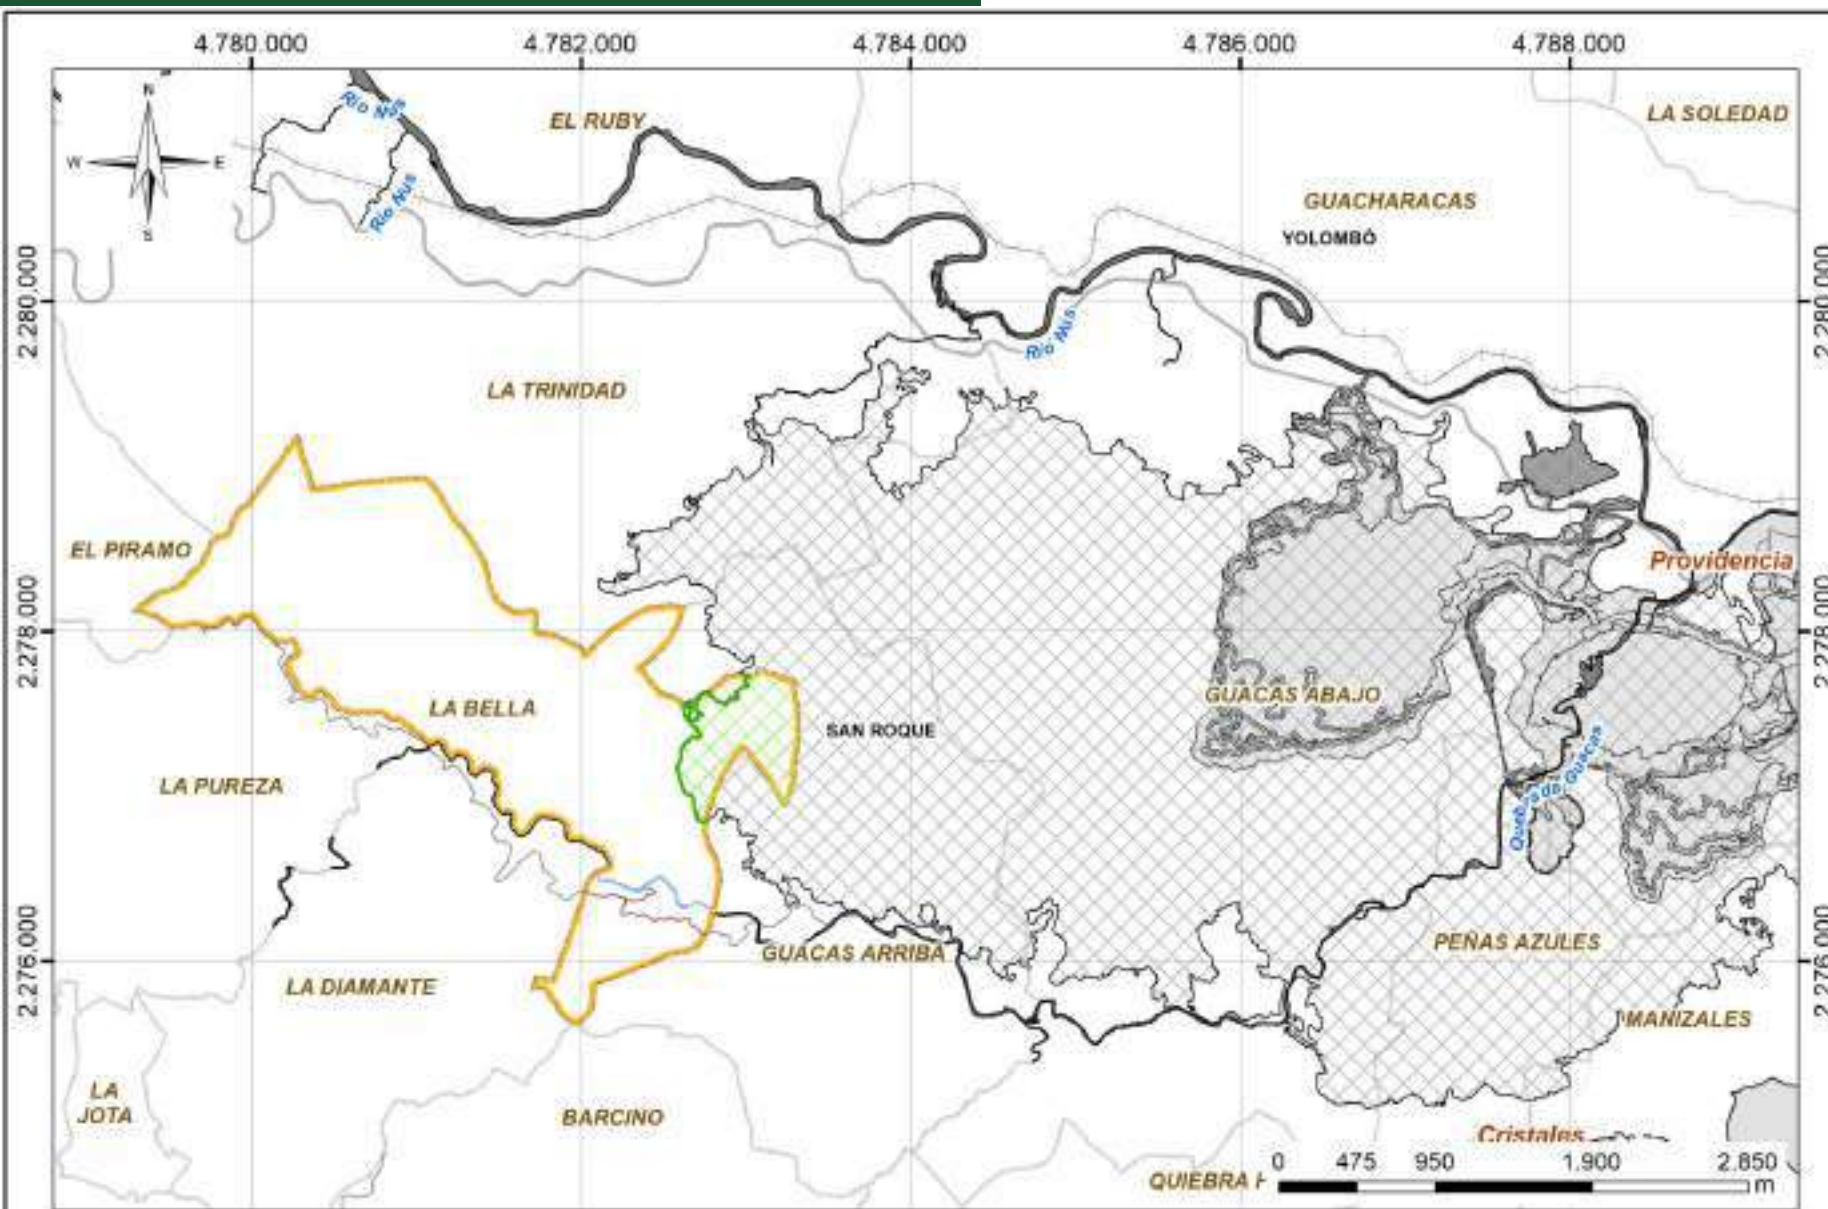 4.780.000 4.782.000 4.784.000 4.786.000 4.788.000
N
W E
S
Río Nus
EL RUBY
LA SOLEDAD
Río Nus
GUACHARACAS
YOLOMBÓ
2.280.000
2.280.000
Río Nus
LA TRINIDAD
EL PIRAMO
Providencia
2.278.000
2.278.000
LA BELLA
GUACAS ABAJO
SAN ROQUE
LA PUREZA
Quebrada Guacas
PEÑAS AZULES
GUACAS ARRIBA
2.276.000
2.276.000
LA DIAMANTE
MANIZALES
LA
JOTA
BARCINO
Cristales
QUIEBRA
0 475 950 1.900 2.850
m